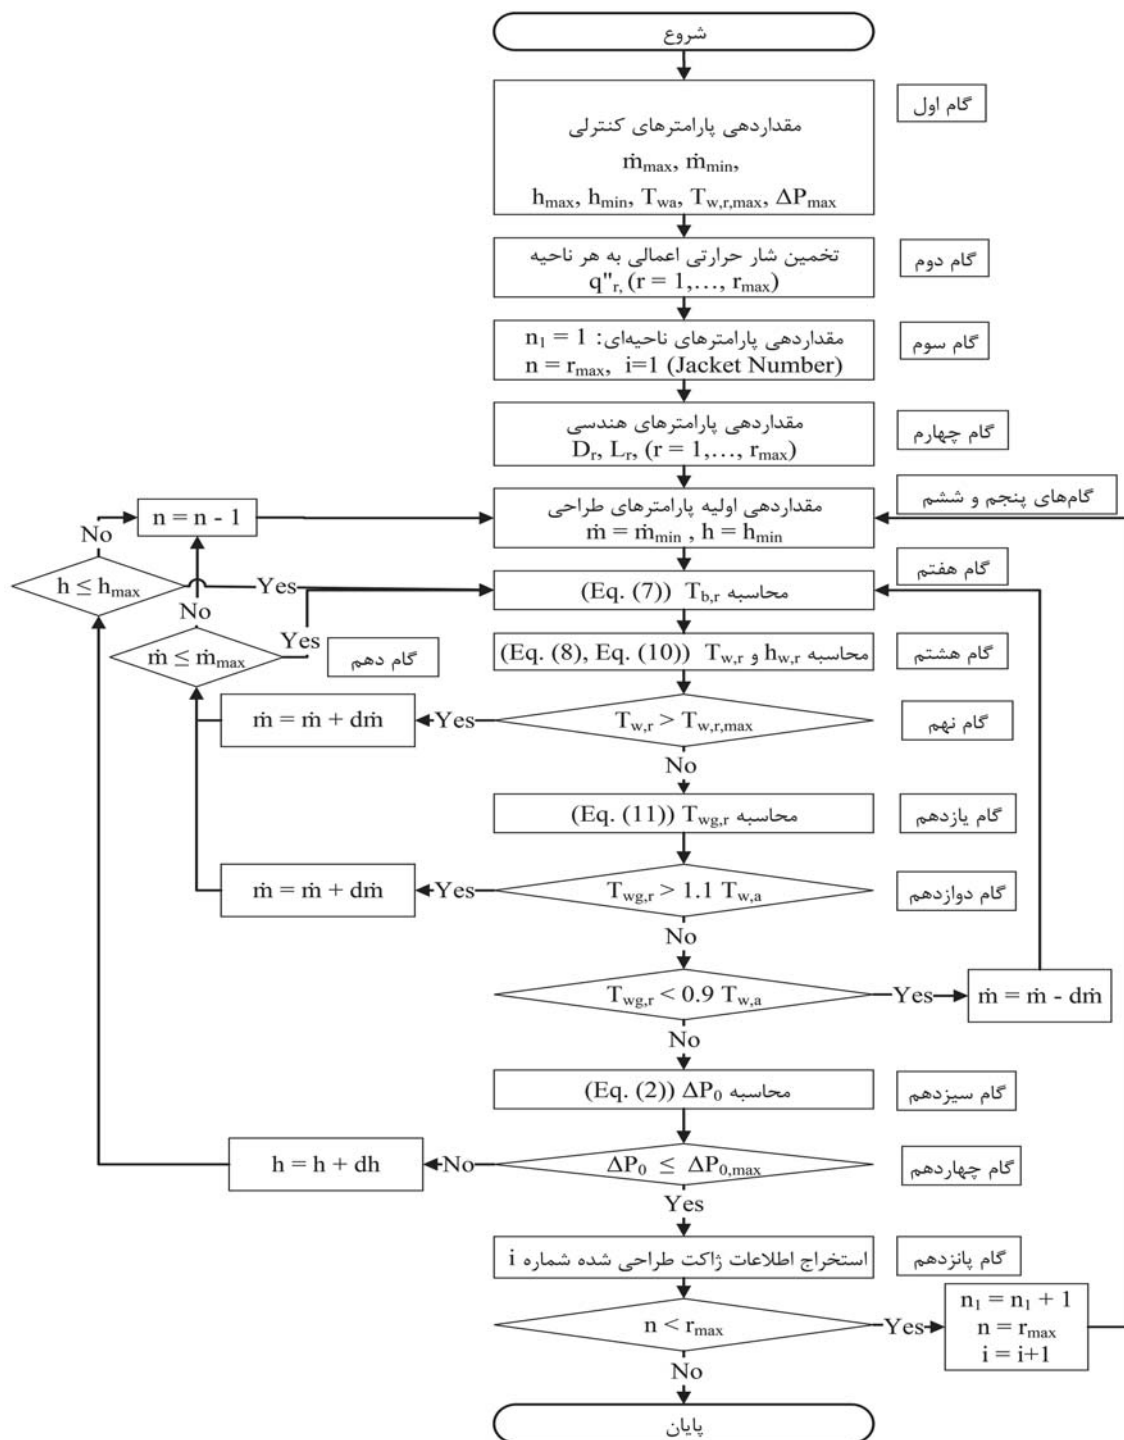 شروع
گام اول
مقداردهی پارامترهای کنترلی
ṁmax, ṁmin,
hmax, hmin, Twa, Tw,r,max, ΔPmax
گام دوم
تخمین شار حرارتی اعمالی به هر ناحیه
q"r, (r = 1,…, rmax)
گام سوم
مقداردهی پارامترهای ناحیه‌ای: n1 = 1
n = rmax, i=1 (Jacket Number)
گام چهارم
مقداردهی پارامترهای هندسی
Dr, Lr, (r = 1,…, rmax)
گام‌های پنجم و ششم
مقداردهی اولیه پارامترهای طراحی
ṁ = ṁmin , h = hmin
n = n - 1
No
h ≤ hmax
Yes
گام هفتم
محاسبه Tb,r (Eq. (7))
No
ṁ ≤ ṁmax
Yes
گام دهم
گام هشتم
محاسبه hw,r و Tw,r (Eq. (8), Eq. (10))
گام نهم
Tw,r > Tw,r,max
Yes
ṁ = ṁ + dṁ
No
گام یازدهم
محاسبه Twg,r (Eq. (11))
گام دوازدهم
Twg,r > 1.1 Tw,a
Yes
ṁ = ṁ + dṁ
No
Twg,r < 0.9 Tw,a
Yes
ṁ = ṁ - dṁ
No
گام سیزدهم
محاسبه ΔP0 (Eq. (2))
گام چهاردهم
ΔP0 ≤ ΔP0,max
No
h = h + dh
Yes
گام پانزدهم
استخراج اطلاعات ژاکت طراحی شده شماره i
n < rmax
Yes
n1 = n1 + 1
n = rmax
i = i+1
No
پایان